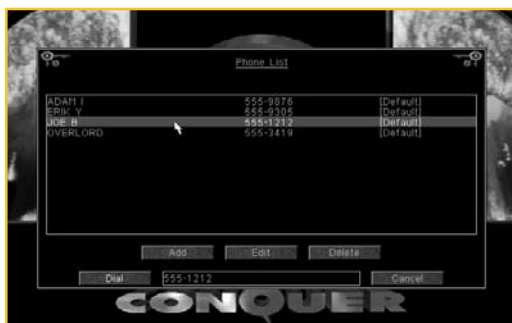 Phone List
ADAM I 555-9876 [Default]
ERIK Y 555-9305 [Default]
JOE B 555-1212 [Default]
OVERLORD 555-3419 [Default]
Add Edit Delete
Dial 555-1212 Cancel
CONQUER